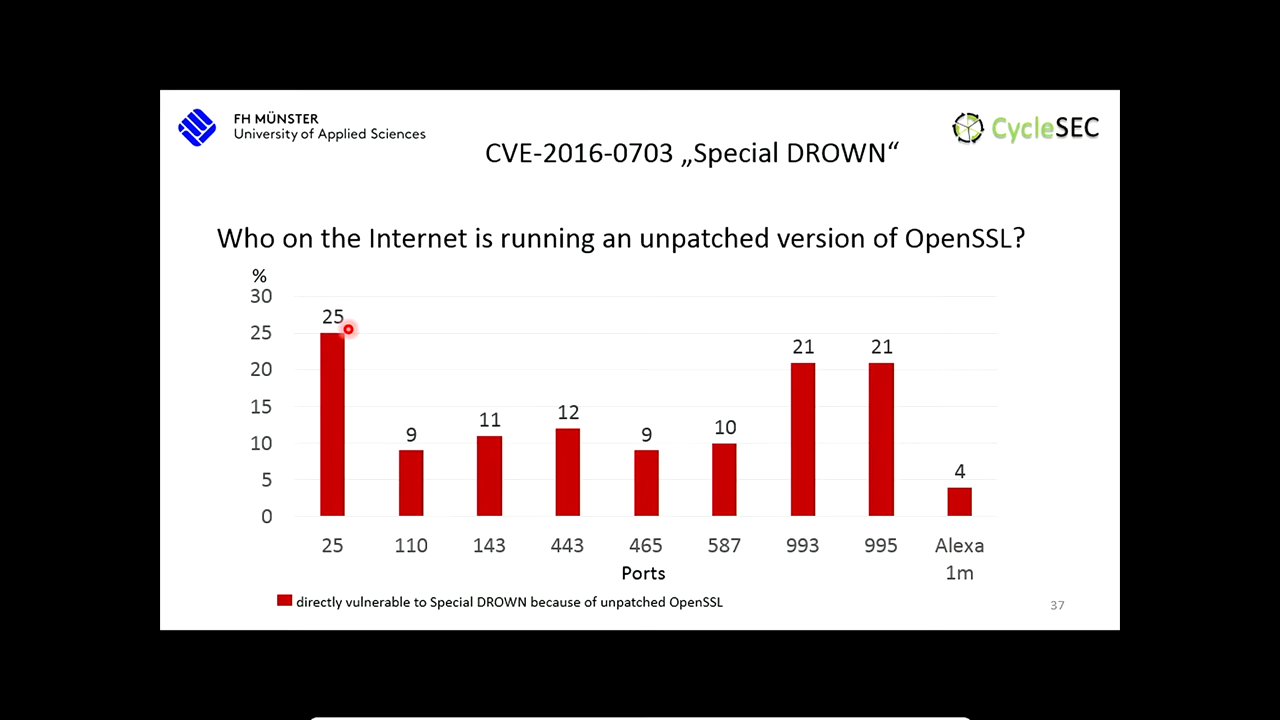 FH MÜNSTER
University of Applied Sciences
CycleSEC
CVE-2016-0703 „Special DROWN“
Who on the Internet is running an unpatched version of OpenSSL?
%
30
25
20
15
10
5
0
25
9
11
12
9
10
21
21
4
25 110 143 443 465 587 993 995 Alexa
1m
Ports
directly vulnerable to Special DROWN because of unpatched OpenSSL
37